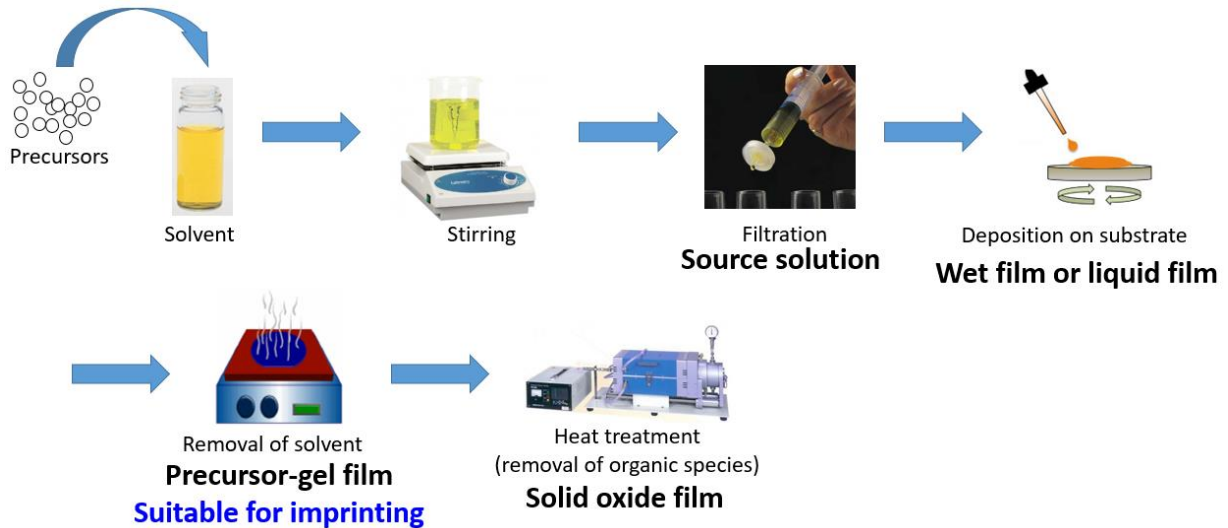 Precursors
Solvent
Stirring
Filtration
Source solution
Deposition on substrate
Wet film or liquid film
Removal of solvent
Precursor-gel film
Suitable for imprinting
Heat treatment
(removal of organic species)
Solid oxide film